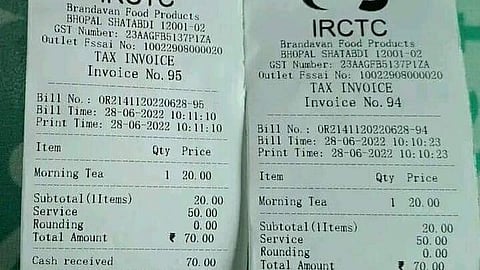 IRCTC
Brandavan Food Products
BHOPAL SHATABDI 12001-02
GST Number: 23AAGFB5137P1ZA
Outlet Fssai No: 10022908000020
TAX INVOICE
Invoice No.95
Bill No.: OR2141120220628-95
Bill Time: 28-06-2022 10:11:10
Print Time: 28-06-2022 10:11:10
Item Qty Price
Morning Tea 1 20.00
Subtotal(1Items) 20.00
Service 50.00
Rounding 0.00
Total Amount ₹ 70.00
Cash received 70.00
IRCTC
Brandavan Food Products
BHOPAL SHATABDI 12001-02
GST Number: 23AAGFB5137P1ZA
Outlet Fssai No: 10022908000020
TAX INVOICE
Invoice No.94
Bill No.: OR2141120220628-94
Bill Time: 28-06-2022 10:10:23
Print Time: 28-06-2022 10:10:23
Item Qty Price
Morning Tea 1 20.00
Subtotal(1Items) 20.00
Service 50.00
Rounding 0.00
Total Amount ₹ 70.00